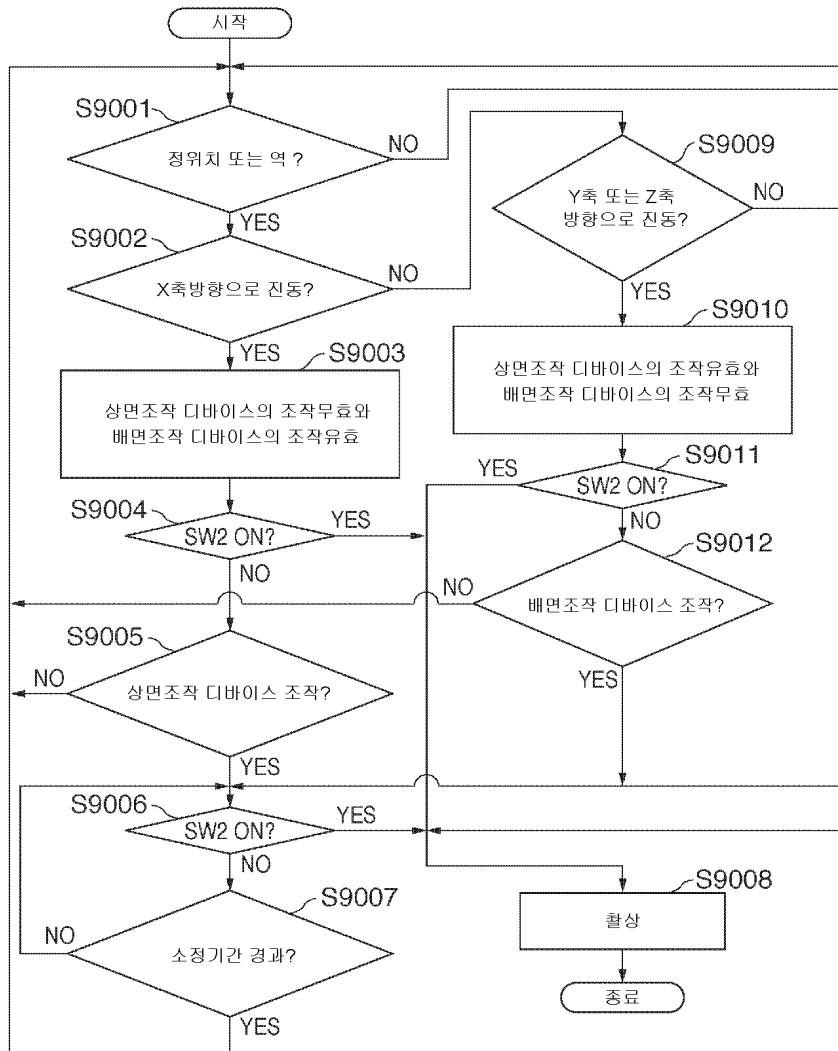 시작
S9001
정위치 또는 역 ?
NO
YES
S9002
X축방향으로 진동?
NO
YES
S9003
상면조작 디바이스의 조작무효와
배면조작 디바이스의 조작유효
S9004
SW2 ON?
YES
NO
S9005
상면조작 디바이스 조작?
NO
YES
S9006
SW2 ON?
YES
NO
S9007
소정기간 경과?
NO
YES
S9009
Y축 또는 Z축
방향으로 진동?
NO
YES
S9010
상면조작 디바이스의 조작유효와
배면조작 디바이스의 조작무효
S9011
SW2 ON?
YES
NO
S9012
배면조작 디바이스 조작?
NO
YES
S9008
촬상
종료